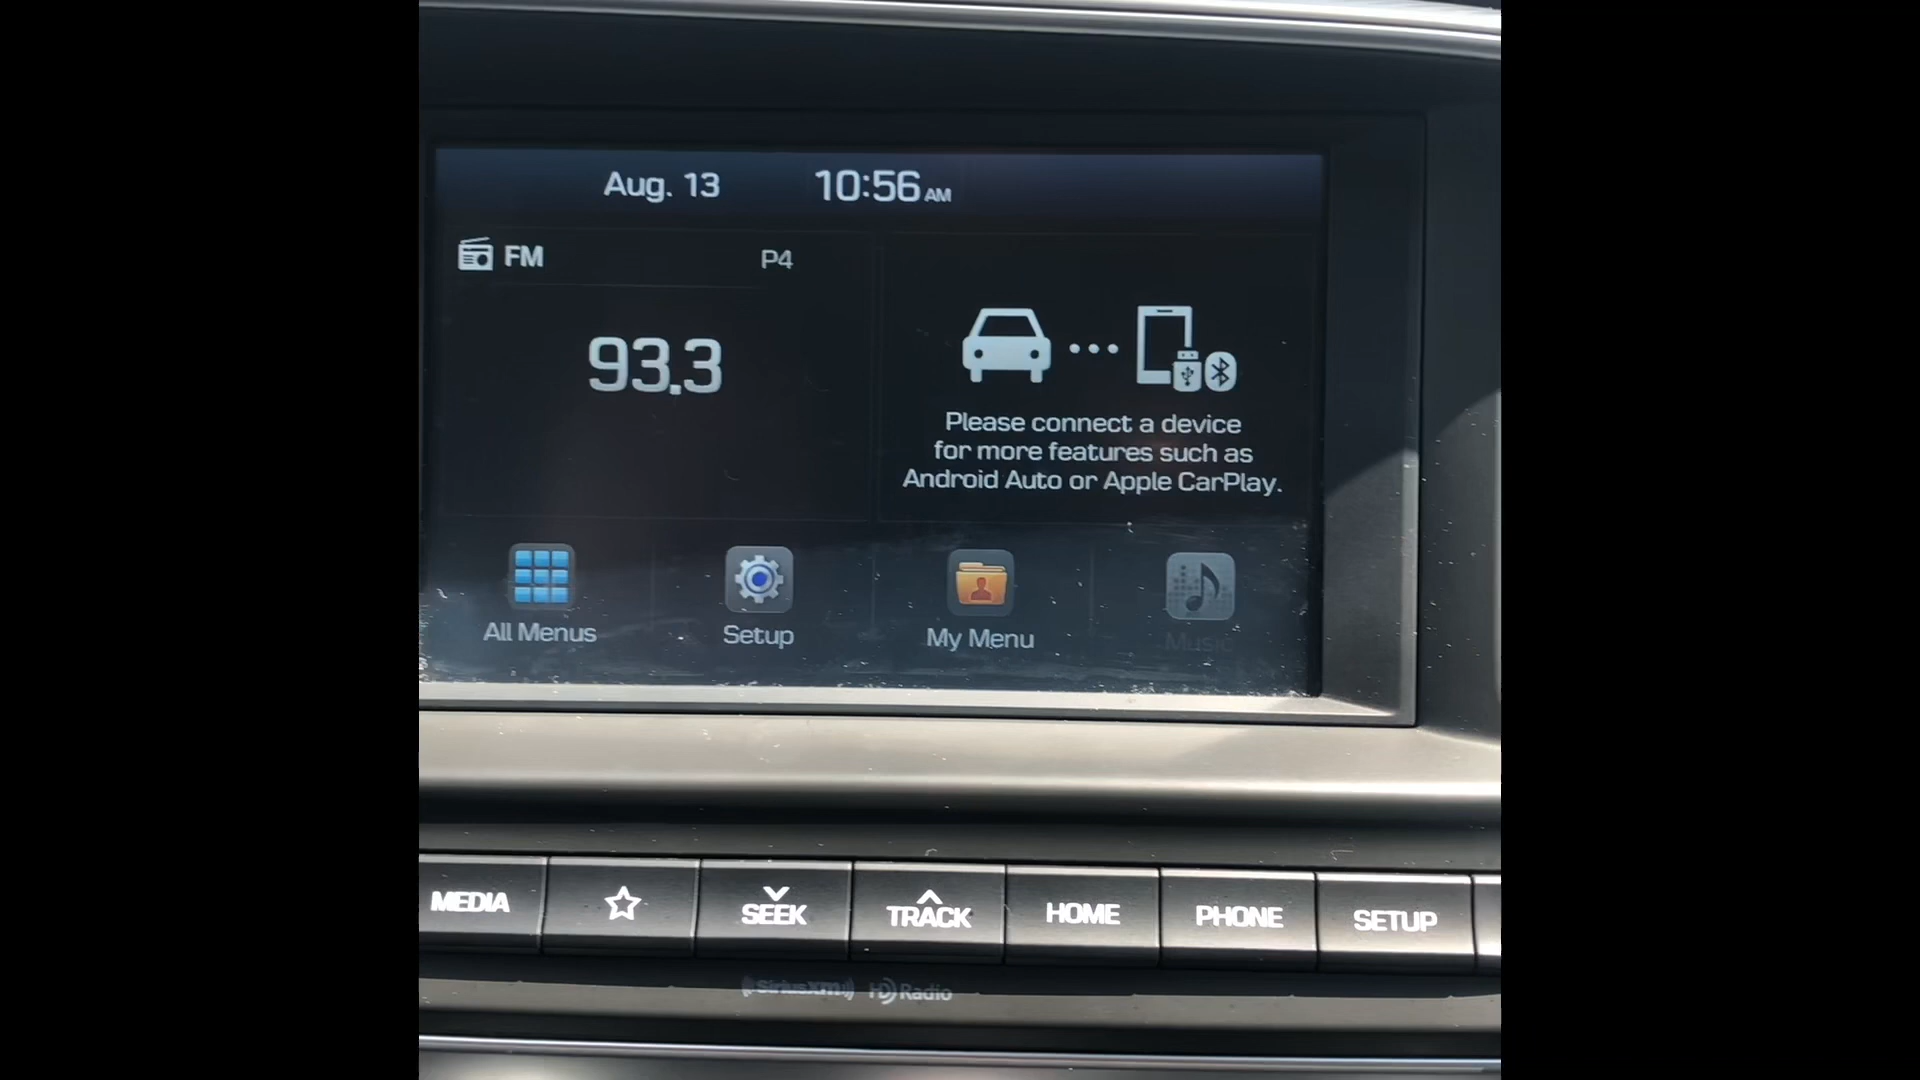 Aug. 13 10:56 AM
FM P4
93.3
Please connect a device
for more features such as
Android Auto or Apple CarPlay.
All Menus Setup My Menu Music
MEDIA SEEK TRACK HOME PHONE SETUP
SiriusXM HD Radio